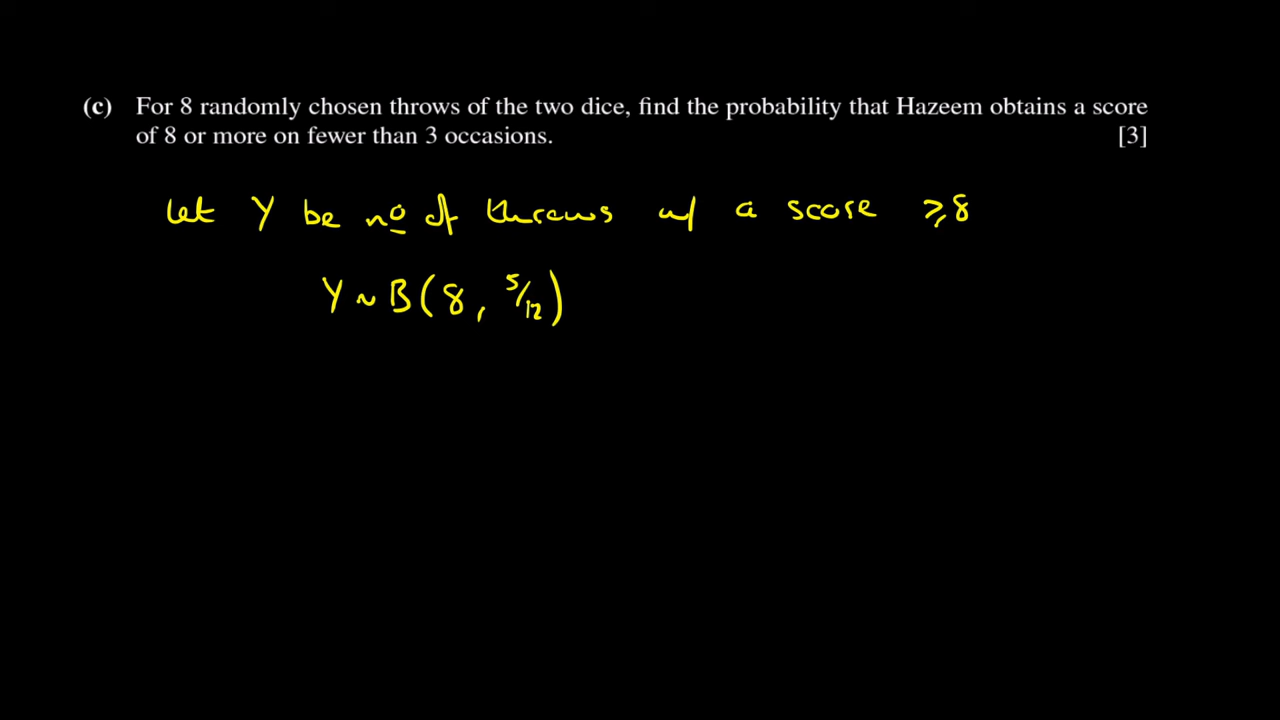 (c) For 8 randomly chosen throws of the two dice, find the probability that Hazeem obtains a score
of 8 or more on fewer than 3 occasions. [3]
let Y be nº of throws w/ a score ⩾8
Y ~ B(8, 5/12)